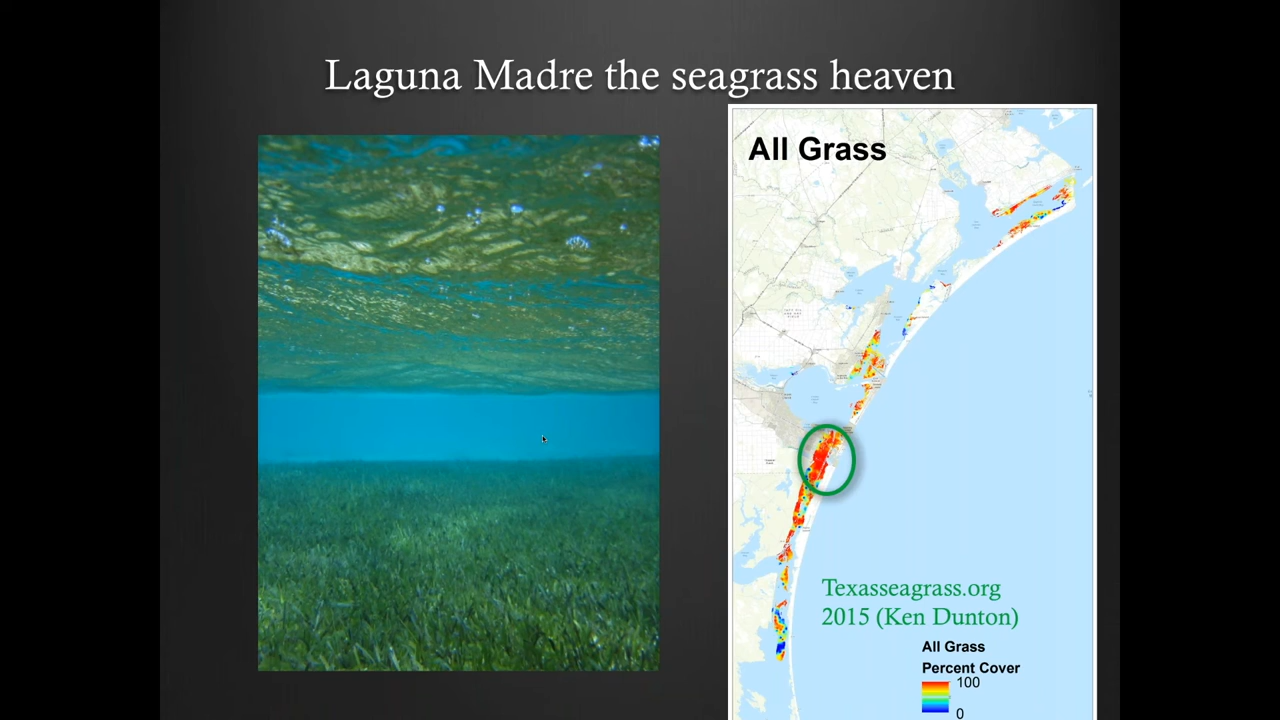 Laguna Madre the seagrass heaven
All Grass
Texasseagrass.org
2015 (Ken Dunton)
All Grass
Percent Cover
100
0